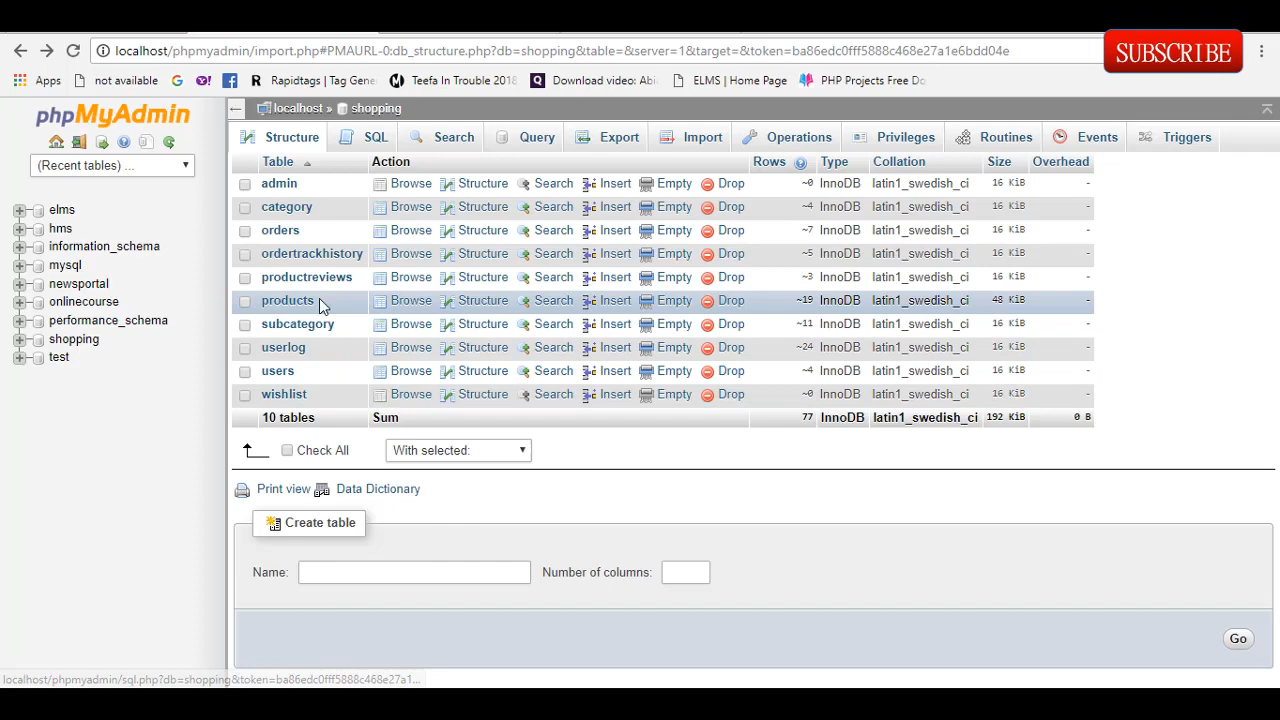 localhost/phpmyadmin/import.php#PMAURL-0:db_structure.php?db=shopping&table=&server=1&target=&token=ba86edc0fff5888c468e27a1e6bdd04e
SUBSCRIBE
Apps not available Rapidtags | Tag Gener Teefa In Trouble 2018 Download video: Abi ELMS | Home Page PHP Projects Free Do
phpMyAdmin
(Recent tables) ...
elms
hms
information_schema
mysql
newsportal
onlinecourse
performance_schema
shopping
test
localhost » shopping
Structure SQL Search Query Export Import Operations Privileges Routines Events Triggers
Table Action Rows Type Collation Size Overhead
admin Browse Structure Search Insert Empty Drop ~0 InnoDB latin1_swedish_ci 16 KiB -
category Browse Structure Search Insert Empty Drop ~4 InnoDB latin1_swedish_ci 16 KiB -
orders Browse Structure Search Insert Empty Drop ~7 InnoDB latin1_swedish_ci 16 KiB -
ordertrackhistory Browse Structure Search Insert Empty Drop ~5 InnoDB latin1_swedish_ci 16 KiB -
productreviews Browse Structure Search Insert Empty Drop ~3 InnoDB latin1_swedish_ci 16 KiB -
products Browse Structure Search Insert Empty Drop ~19 InnoDB latin1_swedish_ci 48 KiB -
subcategory Browse Structure Search Insert Empty Drop ~11 InnoDB latin1_swedish_ci 16 KiB -
userlog Browse Structure Search Insert Empty Drop ~24 InnoDB latin1_swedish_ci 16 KiB -
users Browse Structure Search Insert Empty Drop ~4 InnoDB latin1_swedish_ci 16 KiB -
wishlist Browse Structure Search Insert Empty Drop ~0 InnoDB latin1_swedish_ci 16 KiB -
10 tables Sum 77 InnoDB latin1_swedish_ci 192 KiB 0 B
Check All With selected:
Print view Data Dictionary
Create table
Name: Number of columns:
Go
localhost/phpmyadmin/sql.php?db=shopping&token=ba86edc0fff5888c468e27a1...